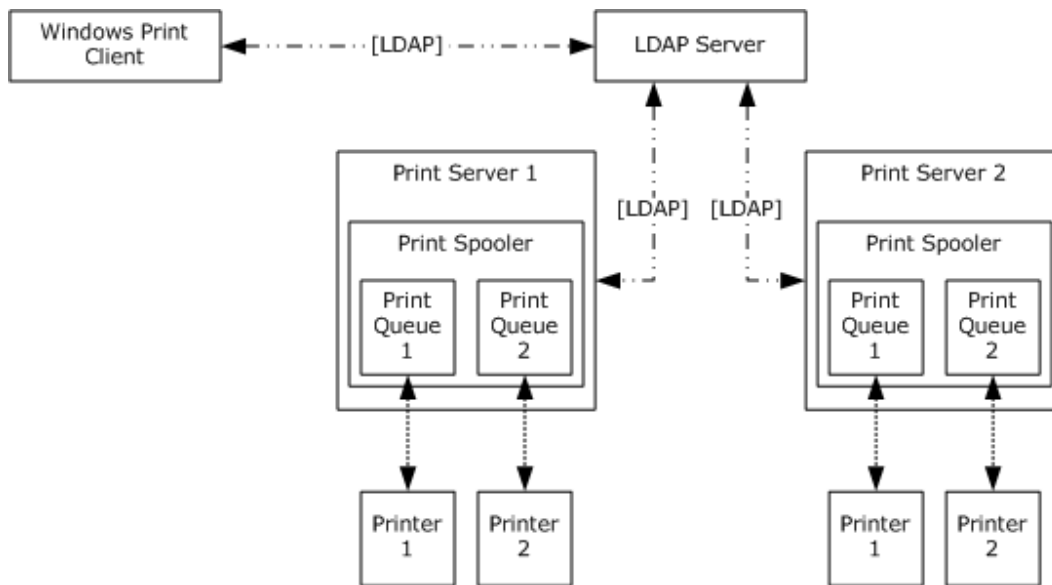 Windows Print
Client
[LDAP]
LDAP Server
Print Server 1
Print Server 2
[LDAP]
[LDAP]
Print Spooler
Print Spooler
Print
Queue
1
Print
Queue
2
Print
Queue
1
Print
Queue
2
Printer
1
Printer
2
Printer
1
Printer
2